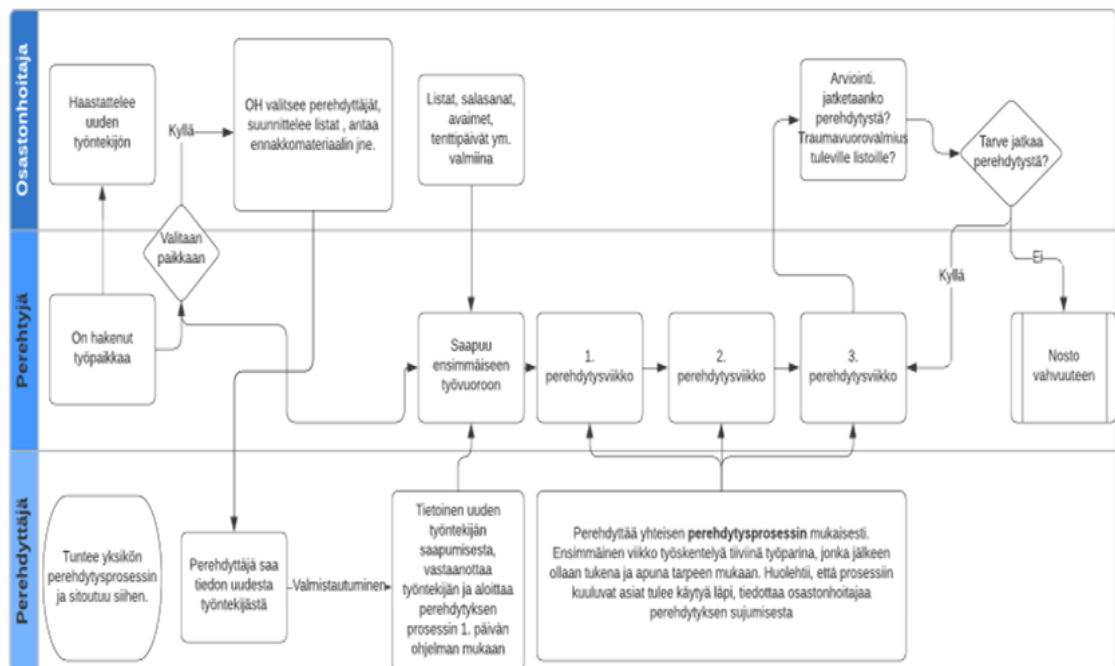 Osastonhoitaja
Haastattelee
uuden
työntekijön
Kyllä
OH valitsee perehdyttäjät,
suunnittelee listat , antaa
ennakkomateriaalin jne.
Listat, salasanat,
avaimet,
tenttipäivät ym.
valmiina
Arviointi.
jatketaanko
perehdytystä?
Traumavuorovalmius
tuleville listoille?
Tarve jatkaa
perehdytystä?
Perehtyjä
Valitaan
paikkaan
On hakenut
työpaikkaa
Saapuu
ensimmäiseen
työvuoroon
1.
perehdytysviikko
2.
perehdytysviikko
3.
perehdytysviikko
Kyllä
Ei
Nosto
vahvuuteen
Perehdyttäjä
Tuntee yksikön
perehdytysprosessin
ja sitoutuu siihen.
Perehdyttäjä saa
tiedon uudesta
työntekijästä
Valmistautuminen
Tietoinen uuden
työntekijän
saapumisesta,
vastaanottaa
työntekijän ja aloittaa
perehdytyksen
prosessin 1. päivän
ohjelman mukaan
Perehdyttää yhteisen perehdytysprosessin mukaisesti.
Ensimmäinen viikko työskentelyä tiiviinä työparina, jonka jälkeen
ollaan tukena ja apuna tarpeen mukaan. Huolehtii, että prosessiin
kuuluvat asiat tulee käytyä läpi, tiedottaa osastonhoitajaa
perehdytyksen sujumisesta